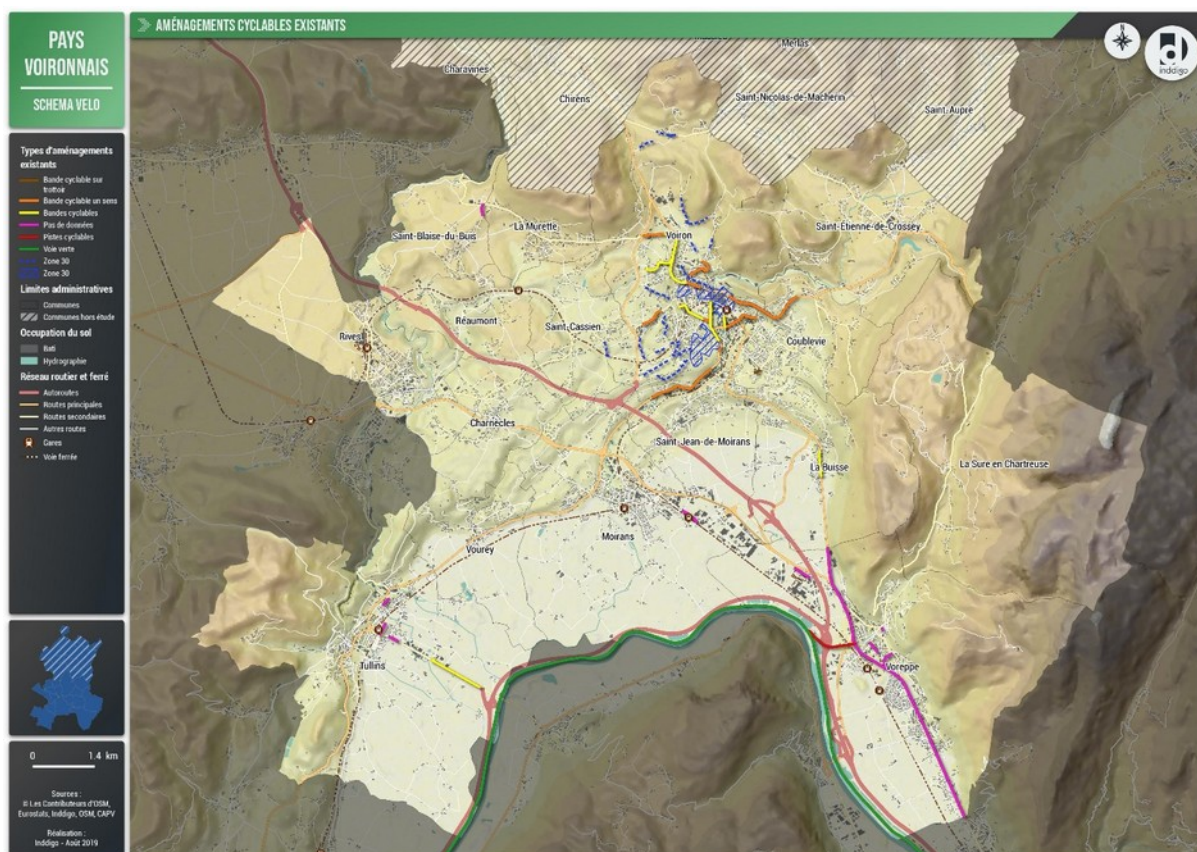 PAYS
VOIRONNAIS
SCHEMA VELO
AMÉNAGEMENTS CYCLABLES EXISTANTS
N
inddigo
Types d'aménagements
existants
Bande cyclable sur
trottoir
Bande cyclable un sens
Bandes cyclables
Pas de données
Pistes cyclables
Voie verte
Zone 30
Zone 30
Limites administratives
Communes
Communes hors étude
Occupation du sol
Bati
Hydrographie
Réseau routier et ferré
Autoroutes
Routes principales
Routes secondaires
Autres routes
Gares
Voie ferrée
0 1.4 km
Sources :
© Les Contributeurs d'OSM,
Eurostats, Inddigo, OSM, CAPV
Réalisation :
Inddigo - Août 2019
Merlas
Charavines
Chirens
Saint-Nicolas-de-Macherin
Saint-Aupre
La Murette
Saint-Blaise-du-Buis
Voiron
Saint-Étienne-de-Crossey
Réaumont
Saint-Cassien
Rives
Coublevie
Charnècles
Saint-Jean-de-Moirans
La Buisse
La Sure en Chartreuse
Moirans
Vourey
Tullins
Voreppe